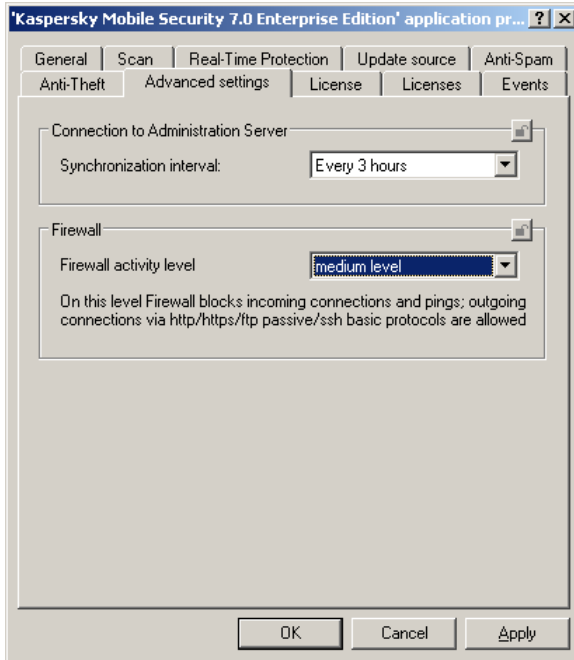 'Kaspersky Mobile Security 7.0 Enterprise Edition' application pr...
General Scan Real-Time Protection Update source Anti-Spam
Anti-Theft Advanced settings License Licenses Events
Connection to Administration Server
Synchronization interval: Every 3 hours
Firewall
Firewall activity level medium level
On this level Firewall blocks incoming connections and pings; outgoing
connections via http/https/ftp passive/ssh basic protocols are allowed
OK Cancel Apply